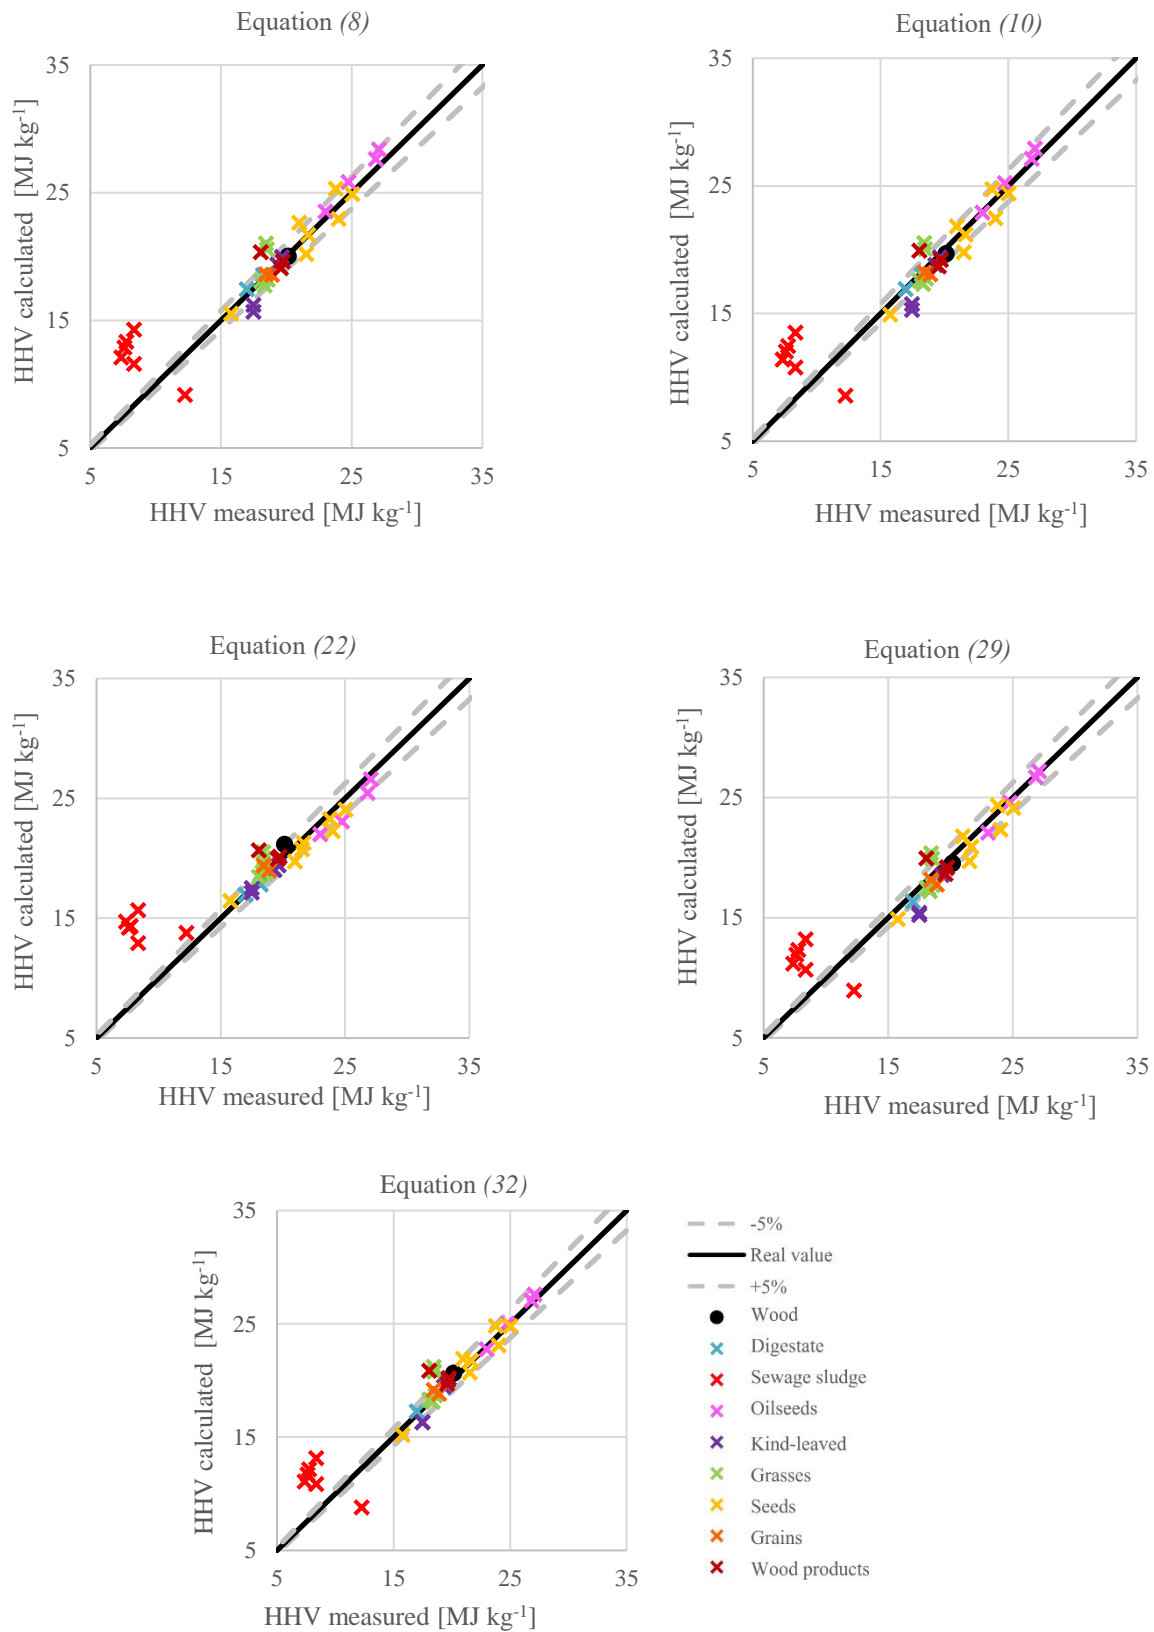 Equation (8)
35
25
15
5
5 15 25 35
HHV calculated [MJ kg-1]
HHV measured [MJ kg-1]
Equation (10)
35
25
15
5
5 15 25 35
HHV calculated [MJ kg-1]
HHV measured [MJ kg-1]
Equation (22)
35
25
15
5
5 15 25 35
HHV calculated [MJ kg-1]
HHV measured [MJ kg-1]
Equation (29)
35
25
15
5
5 15 25 35
HHV calculated [MJ kg-1]
HHV measured [MJ kg-1]
Equation (32)
35
25
15
5
5 15 25 35
HHV calculated [MJ kg-1]
HHV measured [MJ kg-1]
-5%
Real value
+5%
Wood
Digestate
Sewage sludge
Oilseeds
Kind-leaved
Grasses
Seeds
Grains
Wood products